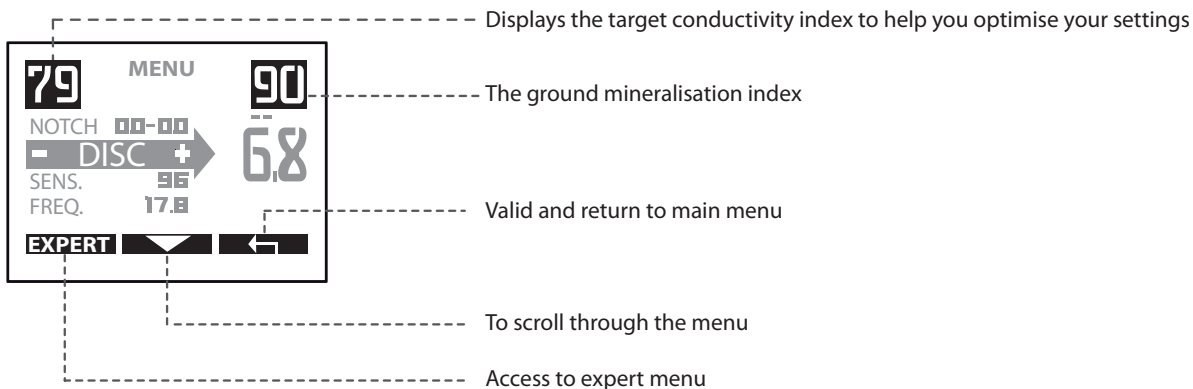 Displays the target conductivity index to help you optimise your settings
79 MENU 90
The ground mineralisation index
NOTCH 00-00
- DISC + 6.8
SENS. 96
FREQ. 17.8
Valid and return to main menu
EXPERT
To scroll through the menu
Access to expert menu